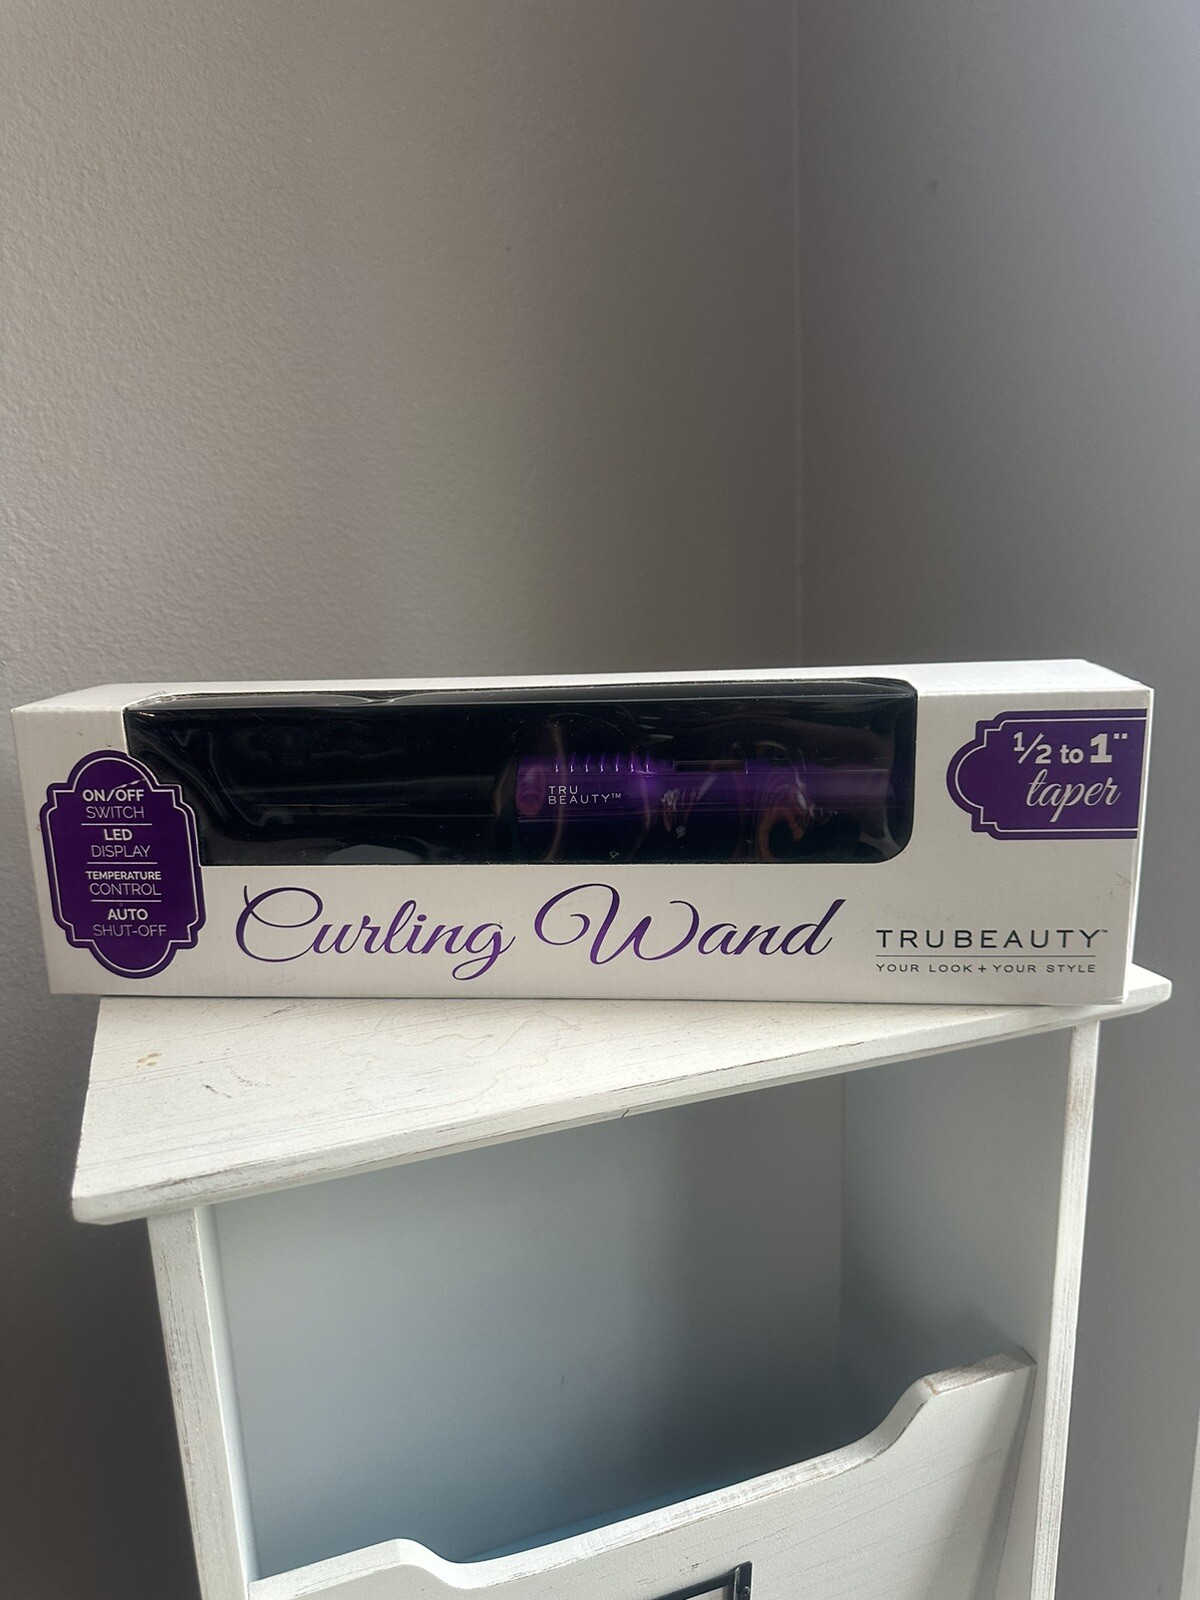 ON/OFF
SWITCH
LED
DISPLAY
TEMPERATURE
CONTROL
AUTO
SHUT-OFF
TRU
BEAUTY™
1/2 to 1"
taper
Curling Wand
TRUBEAUTY™
YOUR LOOK + YOUR STYLE